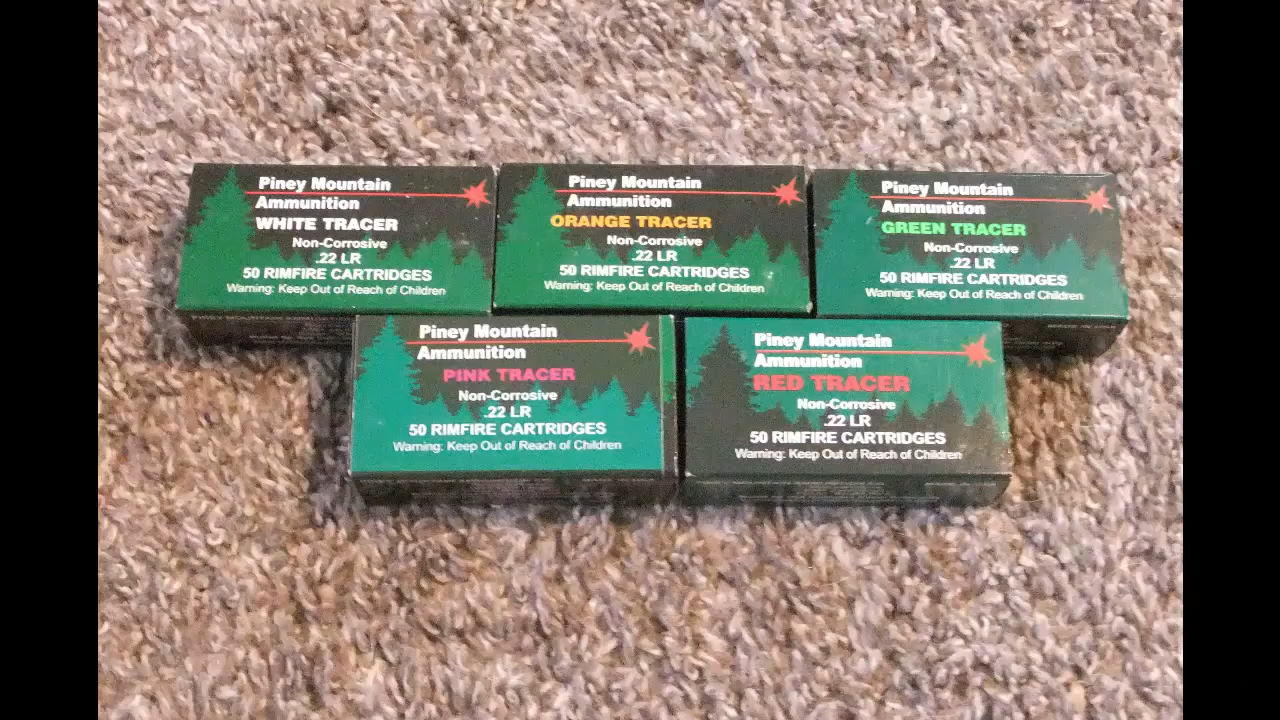 Piney Mountain
Ammunition
WHITE TRACER
Non-Corrosive
.22 LR
50 RIMFIRE CARTRIDGES
Warning: Keep Out of Reach of Children
Piney Mountain
Ammunition
ORANGE TRACER
Non-Corrosive
.22 LR
50 RIMFIRE CARTRIDGES
Warning: Keep Out of Reach of Children
Piney Mountain
Ammunition
GREEN TRACER
Non-Corrosive
.22 LR
50 RIMFIRE CARTRIDGES
Warning: Keep Out of Reach of Children
Piney Mountain
Ammunition
PINK TRACER
Non-Corrosive
.22 LR
50 RIMFIRE CARTRIDGES
Warning: Keep Out of Reach of Children
Piney Mountain
Ammunition
RED TRACER
Non-Corrosive
.22 LR
50 RIMFIRE CARTRIDGES
Warning: Keep Out of Reach of Children